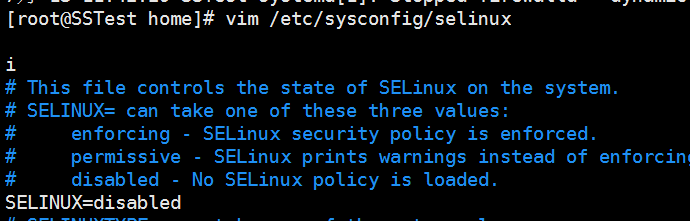 [root@SSTest home]# vim /etc/sysconfig/selinux
i
# This file controls the state of SELinux on the system.
# SELINUX= can take one of these three values:
#     enforcing - SELinux security policy is enforced.
#     permissive - SELinux prints warnings instead of enforcing
#     disabled - No SELinux policy is loaded.
SELINUX=disabled